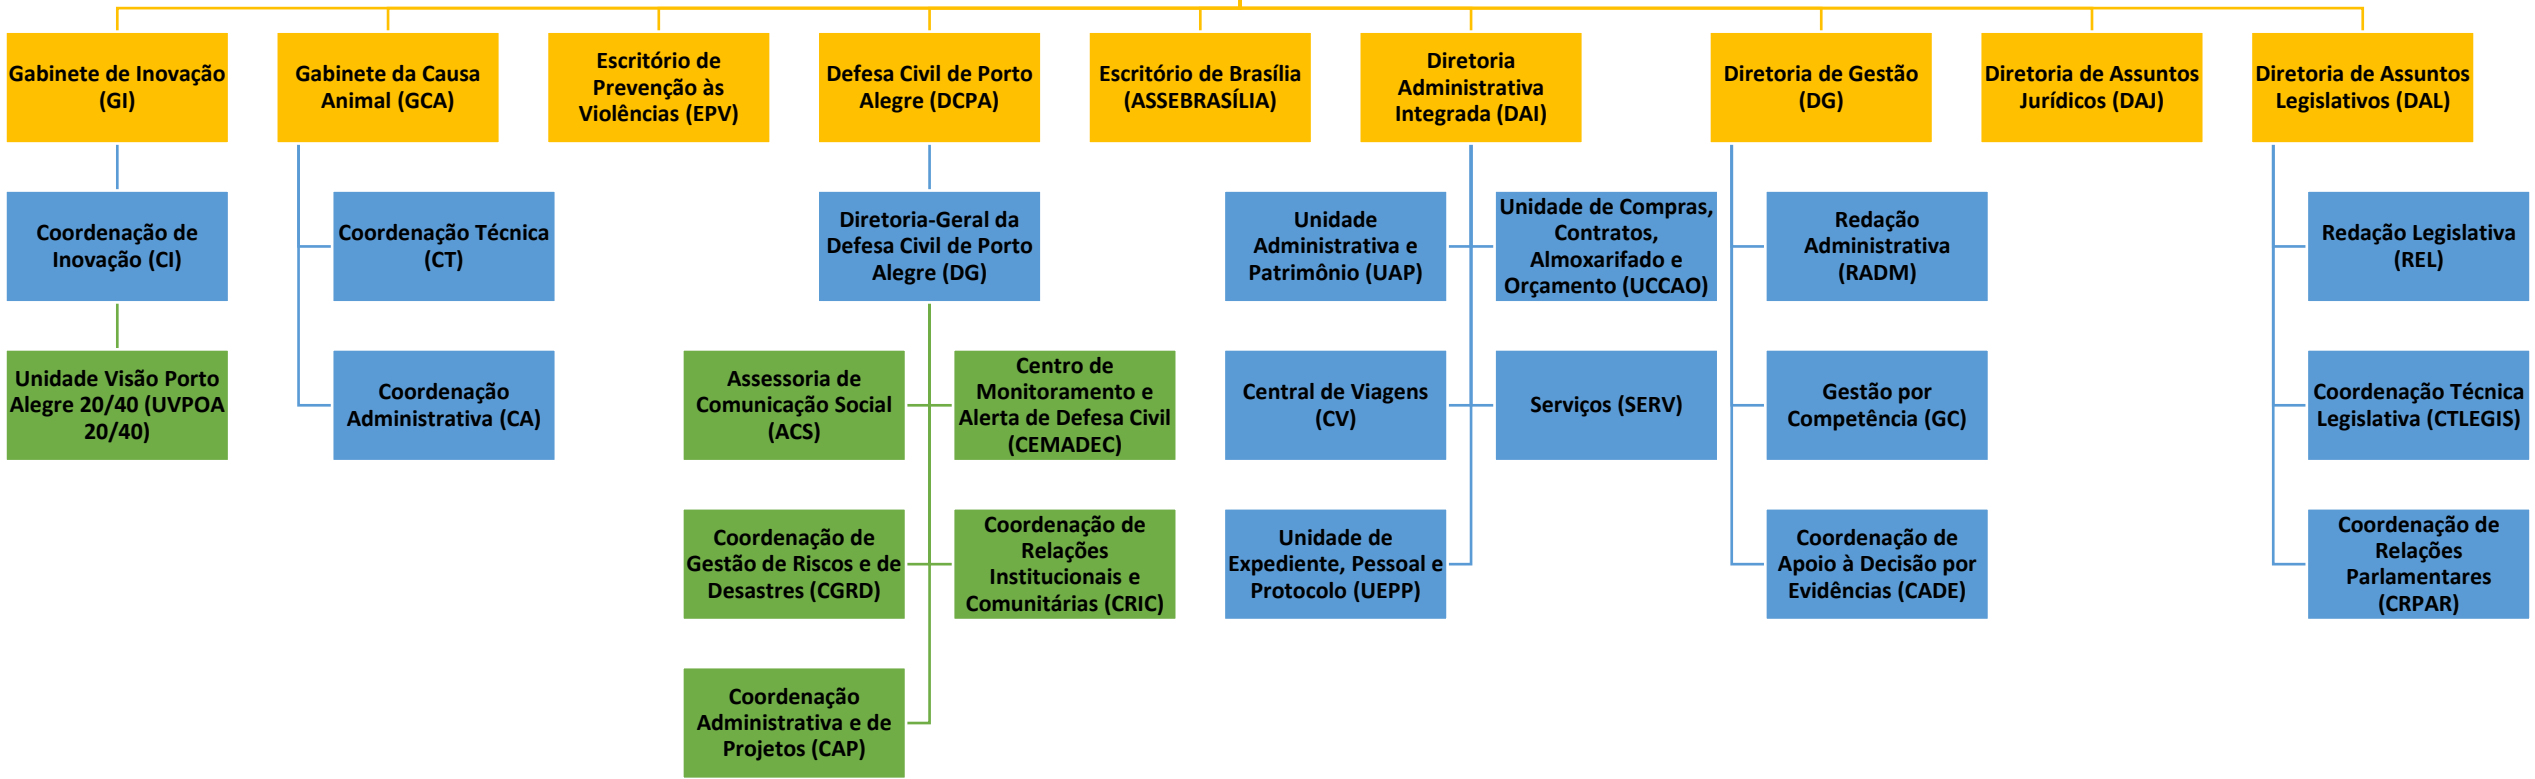 Gabinete de Inovação
(GI)
Gabinete da Causa
Animal (GCA)
Escritório de
Prevenção às
Violências (EPV)
Defesa Civil de Porto
Alegre (DCPA)
Escritório de Brasília
(ASSEBRASÍLIA)
Diretoria
Administrativa
Integrada (DAI)
Diretoria de Gestão
(DG)
Diretoria de Assuntos
Jurídicos (DAJ)
Diretoria de Assuntos
Legislativos (DAL)
Coordenação de
Inovação (CI)
Coordenação Técnica
(CT)
Diretoria-Geral da
Defesa Civil de Porto
Alegre (DG)
Unidade
Administrativa e
Patrimônio (UAP)
Unidade de Compras,
Contratos,
Almoxarifado e
Orçamento (UCCAO)
Redação
Administrativa
(RADM)
Redação Legislativa
(REL)
Unidade Visão Porto
Alegre 20/40 (UVPOA
20/40)
Coordenação
Administrativa (CA)
Assessoria de
Comunicação Social
(ACS)
Centro de
Monitoramento e
Alerta de Defesa Civil
(CEMADEC)
Central de Viagens
(CV)
Serviços (SERV)
Gestão por
Competência (GC)
Coordenação Técnica
Legislativa (CTLEGIS)
Coordenação de
Gestão de Riscos e de
Desastres (CGRD)
Coordenação de
Relações
Institucionais e
Comunitárias (CRIC)
Unidade de
Expediente, Pessoal e
Protocolo (UEPP)
Coordenação de
Apoio à Decisão por
Evidências (CADE)
Coordenação de
Relações
Parlamentares
(CRPAR)
Coordenação
Administrativa e de
Projetos (CAP)